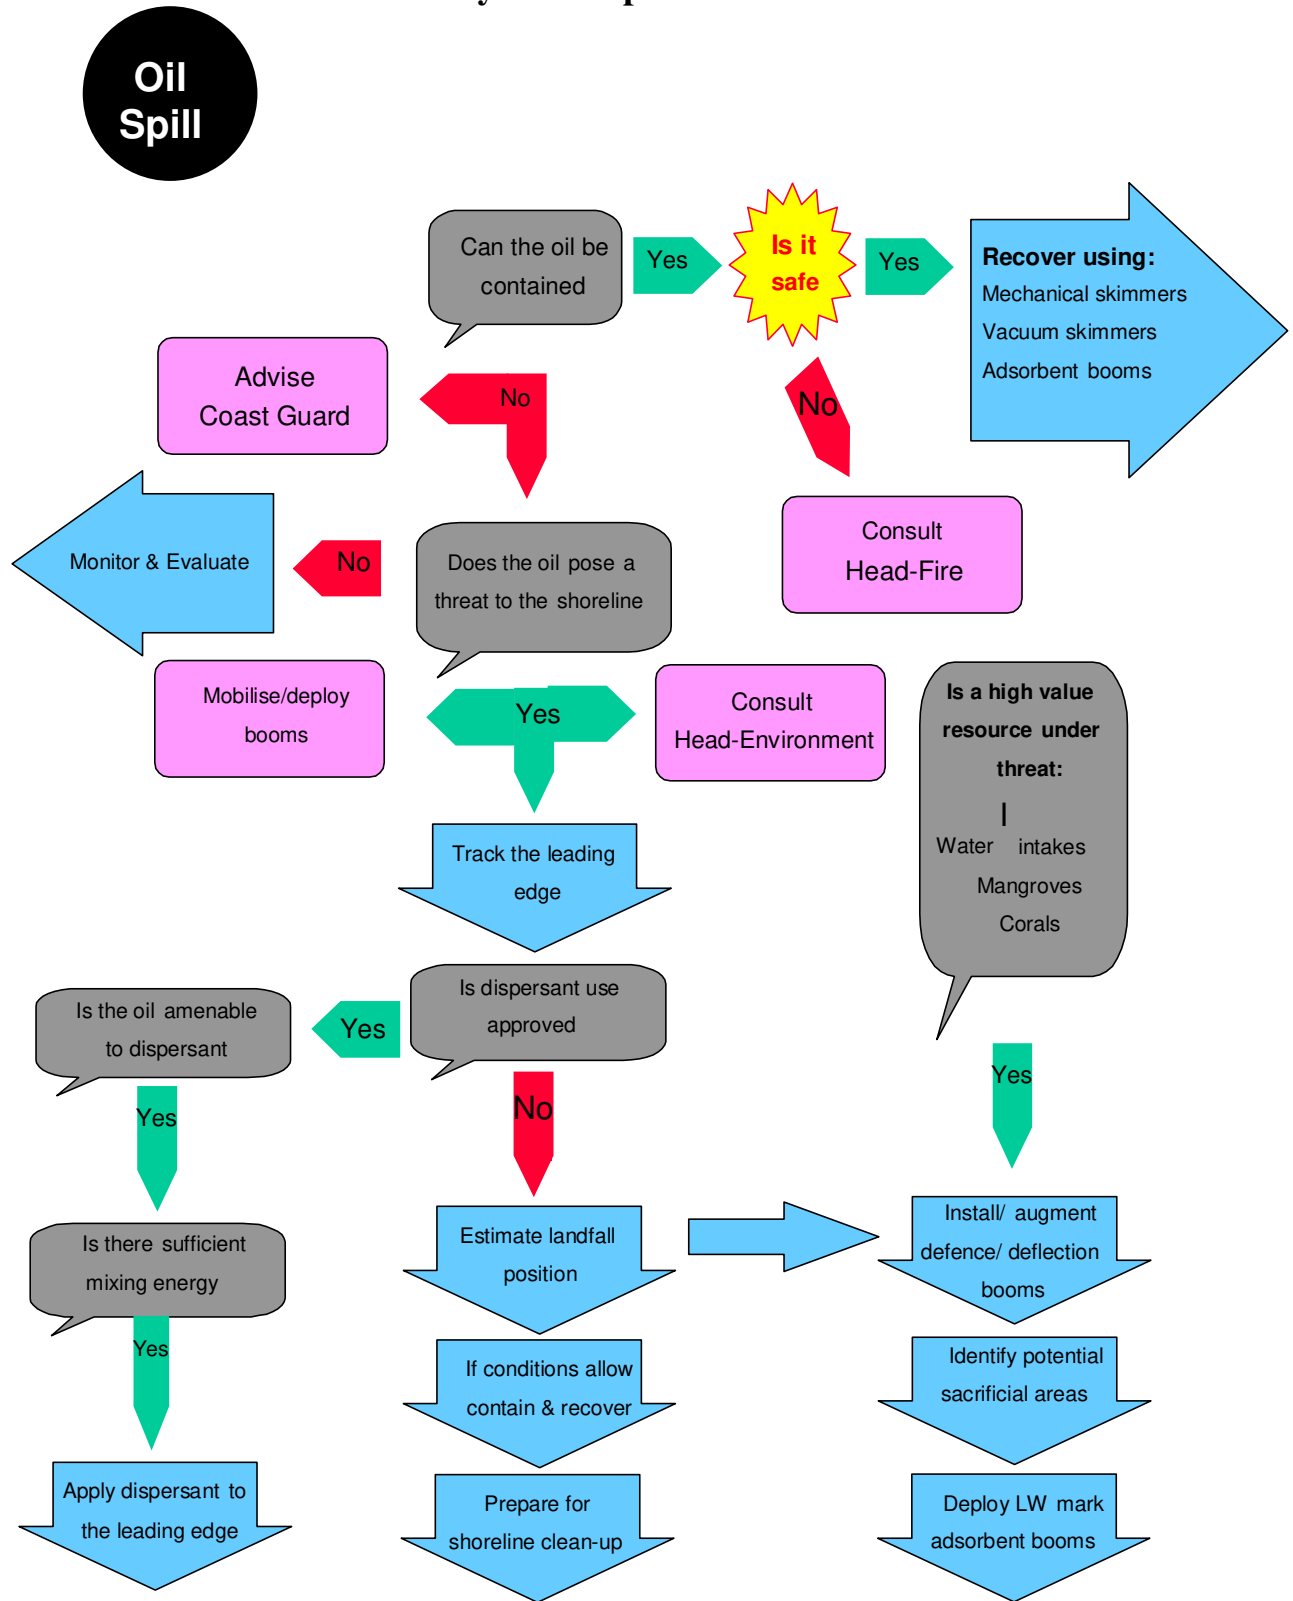 Oil
Spill
Can the oil be
contained
Yes
Is it
safe
Yes
Recover using:
Mechanical skimmers
Vacuum skimmers
Adsorbent booms
Advise
Coast Guard
No
No
Consult
Head-Fire
Monitor & Evaluate
No
Does the oil pose a
threat to the shoreline
Mobilise/deploy
booms
Yes
Consult
Head-Environment
Is a high value
resource under
threat:
|
Water intakes
Mangroves
Corals
Track the leading
edge
Is the oil amenable
to dispersant
Yes
Is dispersant use
approved
Yes
No
Yes
Is there sufficient
mixing energy
Estimate landfall
position
Install/ augment
defence/ deflection
booms
Yes
If conditions allow
contain & recover
Identify potential
sacrificial areas
Apply dispersant to
the leading edge
Prepare for
shoreline clean-up
Deploy LW mark
adsorbent booms